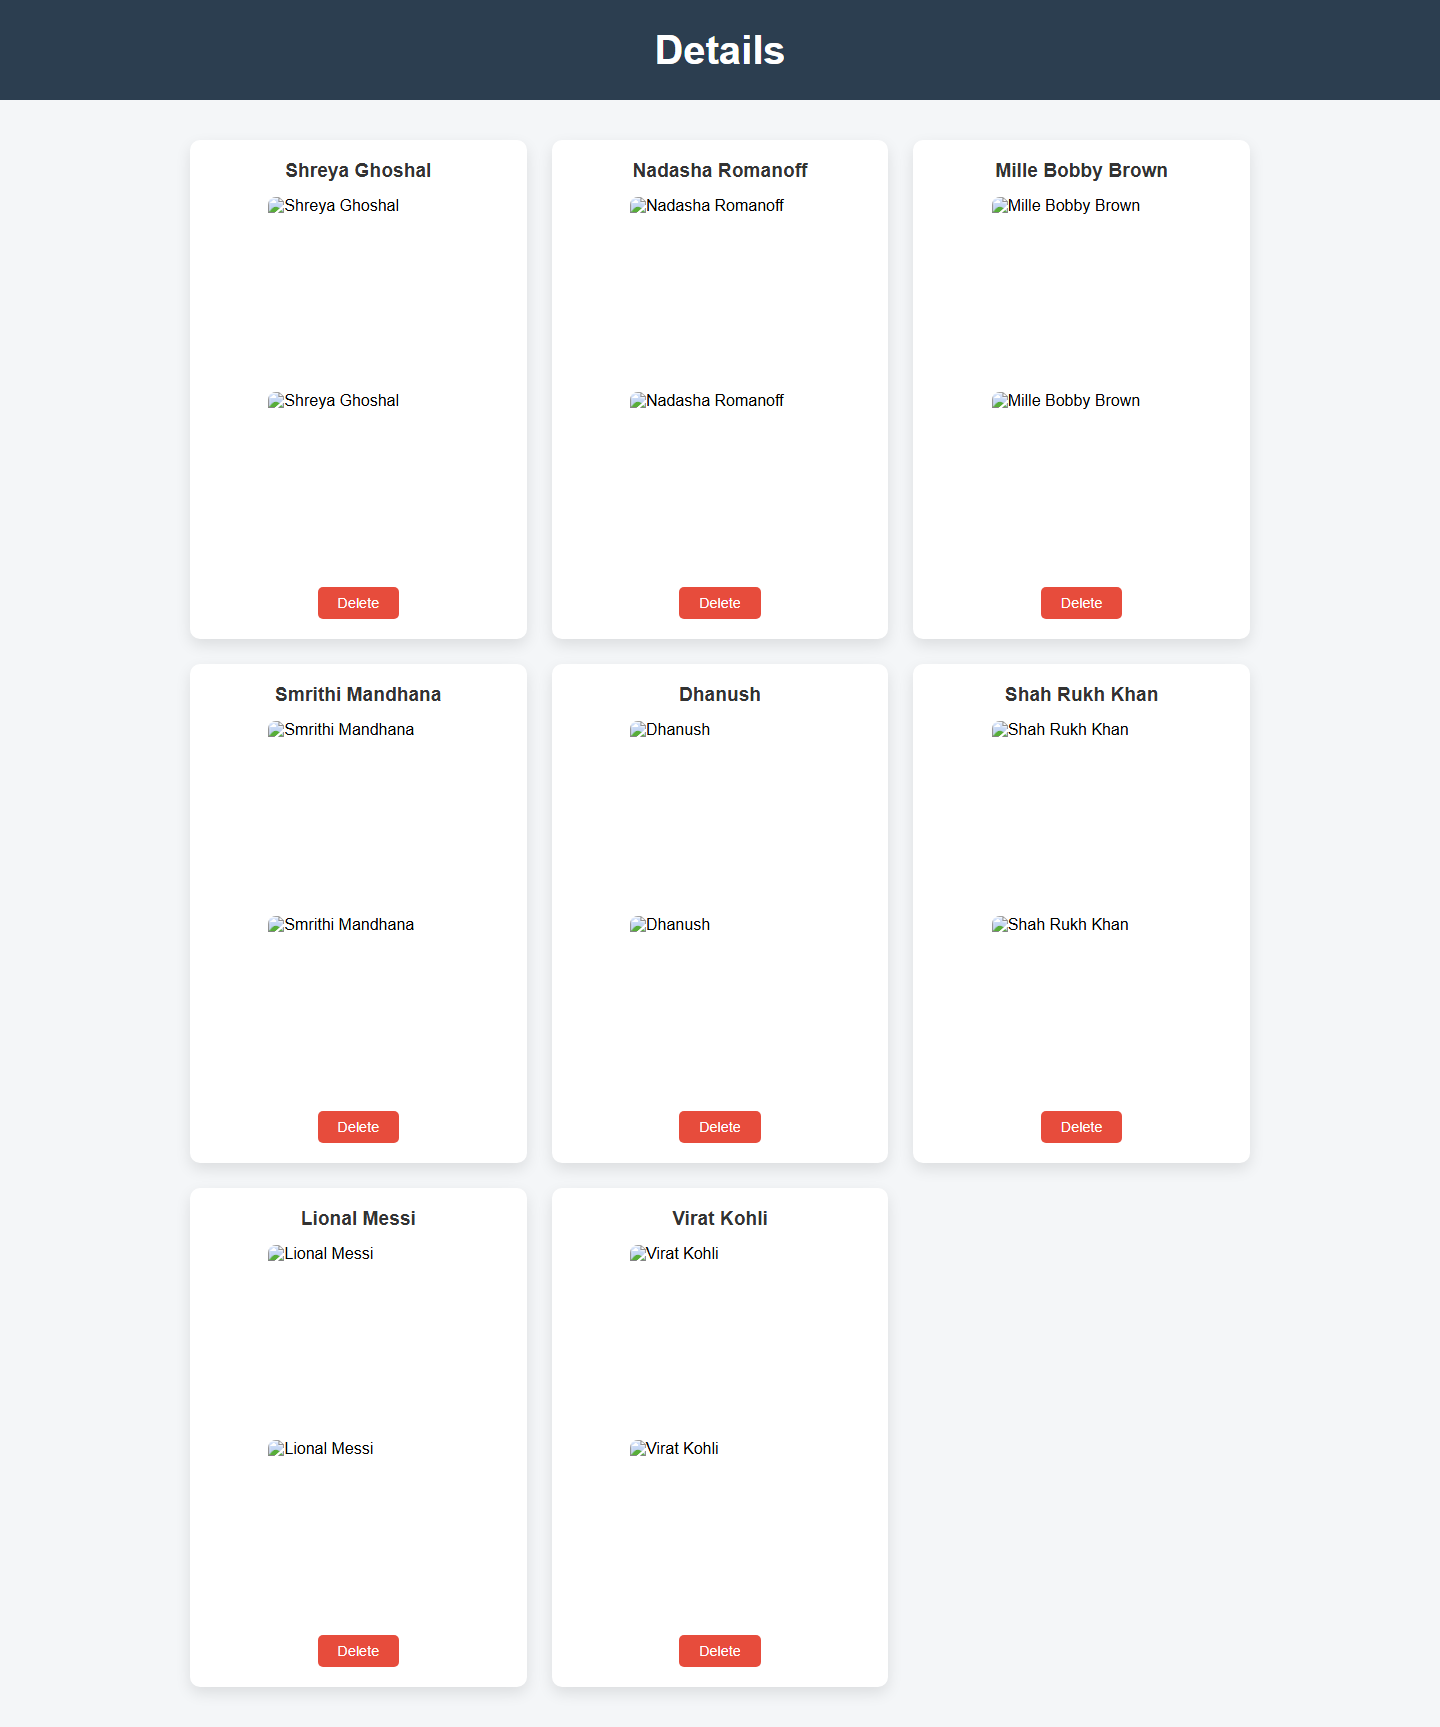 Details
Shreya Ghoshal
Shreya Ghoshal
Shreya Ghoshal
Delete
Nadasha Romanoff
Nadasha Romanoff
Nadasha Romanoff
Delete
Mille Bobby Brown
Mille Bobby Brown
Mille Bobby Brown
Delete
Smrithi Mandhana
Smrithi Mandhana
Smrithi Mandhana
Delete
Dhanush
Dhanush
Dhanush
Delete
Shah Rukh Khan
Shah Rukh Khan
Shah Rukh Khan
Delete
Lional Messi
Lional Messi
Lional Messi
Delete
Virat Kohli
Virat Kohli
Virat Kohli
Delete